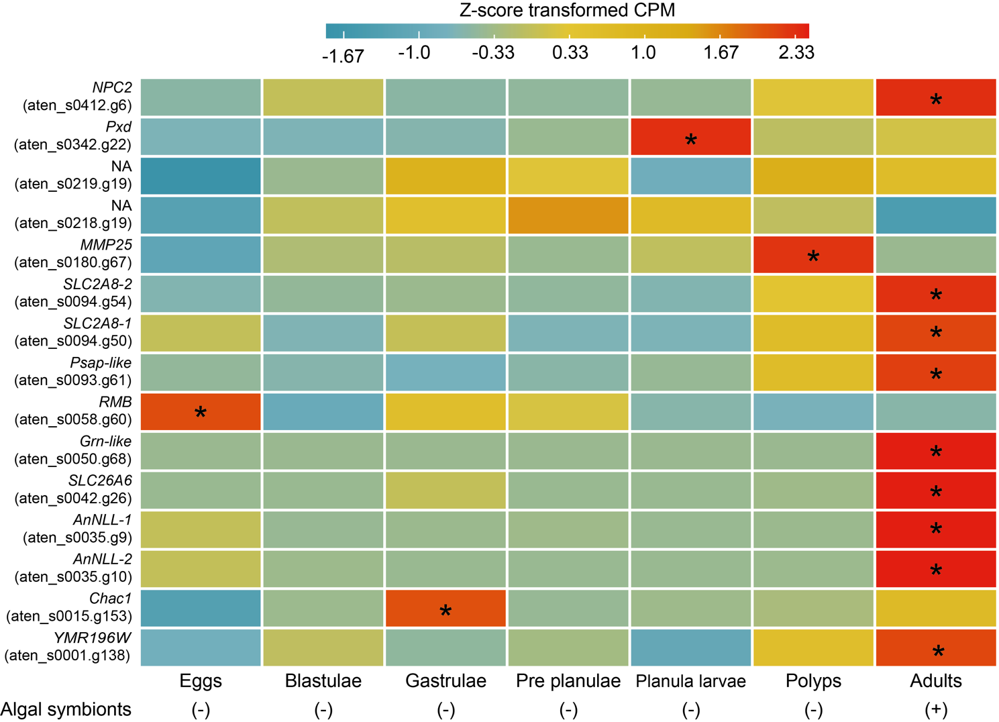 Z-score transformed CPM
-1.67 -1.0 -0.33 0.33 1.0 1.67 2.33
NPC2
(aten_s0412.g6)
*
Pxd
(aten_s0342.g22)
*
NA
(aten_s0219.g19)
NA
(aten_s0218.g19)
MMP25
(aten_s0180.g67)
*
SLC2A8-2
(aten_s0094.g54)
*
SLC2A8-1
(aten_s0094.g50)
*
Psap-like
(aten_s0093.g61)
*
RMB
(aten_s0058.g60)
*
Grn-like
(aten_s0050.g68)
*
SLC26A6
(aten_s0042.g26)
*
AnNLL-1
(aten_s0035.g9)
*
AnNLL-2
(aten_s0035.g10)
*
Chac1
(aten_s0015.g153)
*
YMR196W
(aten_s0001.g138)
*
Eggs Blastulae Gastrulae Pre planulae Planula larvae Polyps Adults
Algal symbionts (-) (-) (-) (-) (-) (-) (+)